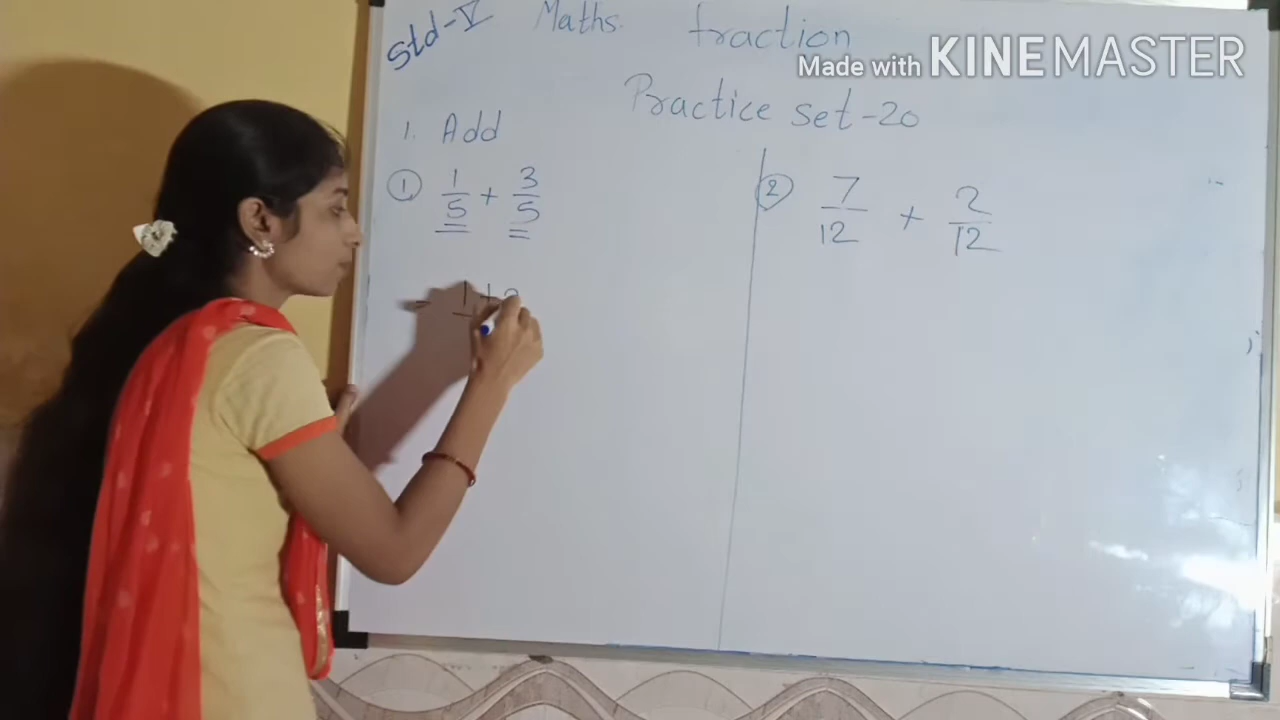 Std-V Maths. fraction
Made with KINEMASTER
Practice set-20
1. Add
① 1/5 + 3/5
② 7/12 + 2/12
= 1 +